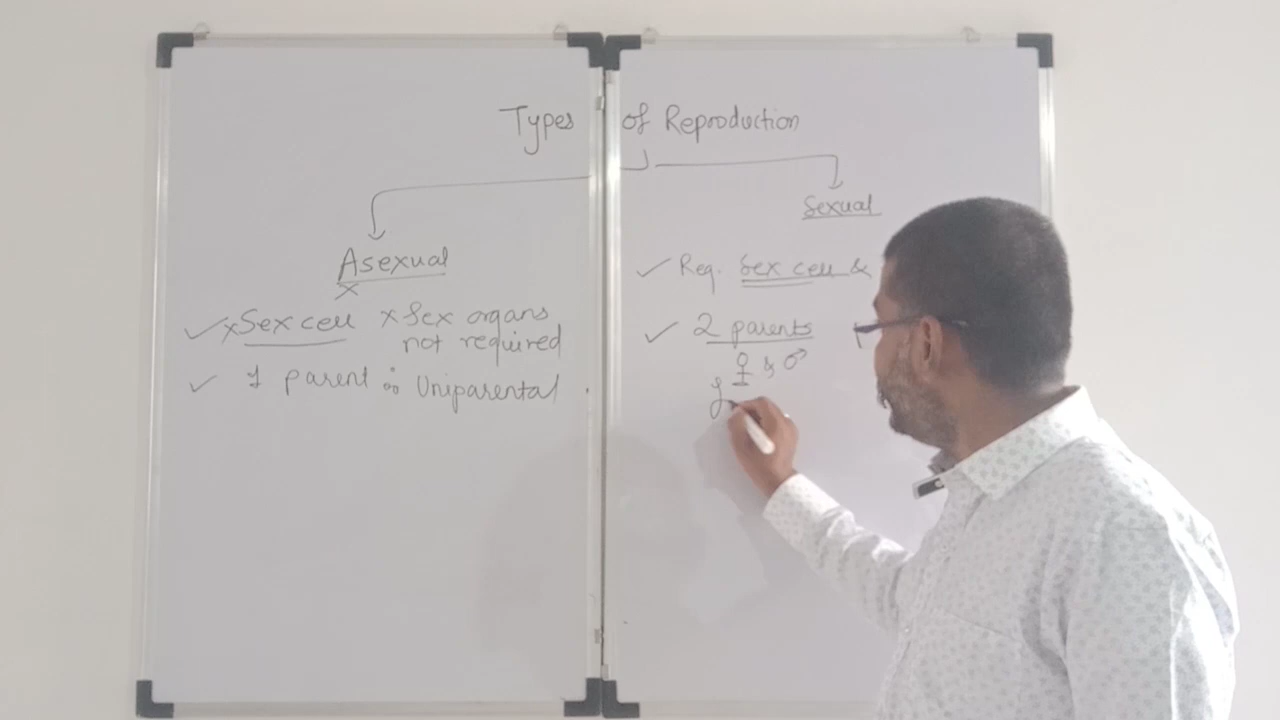 Types of Reproduction
Sexual
Asexual
×
✓ ×Sex cell × Sex organs
not required
✓ 1 parent ∴ Uniparental .
✓ Req. Sex cell &
✓ 2 parents
♀ & ♂
f